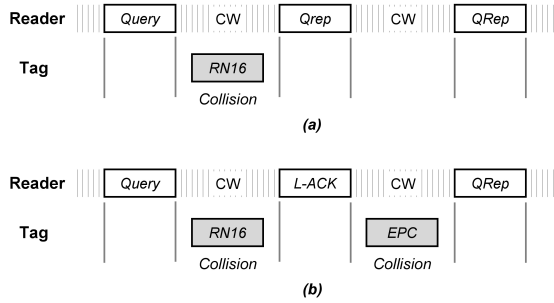 Reader Query CW Qrep CW QRep
Tag RN16
Collision
(a)
Reader Query CW L-ACK CW QRep
Tag RN16 EPC
Collision Collision
(b)